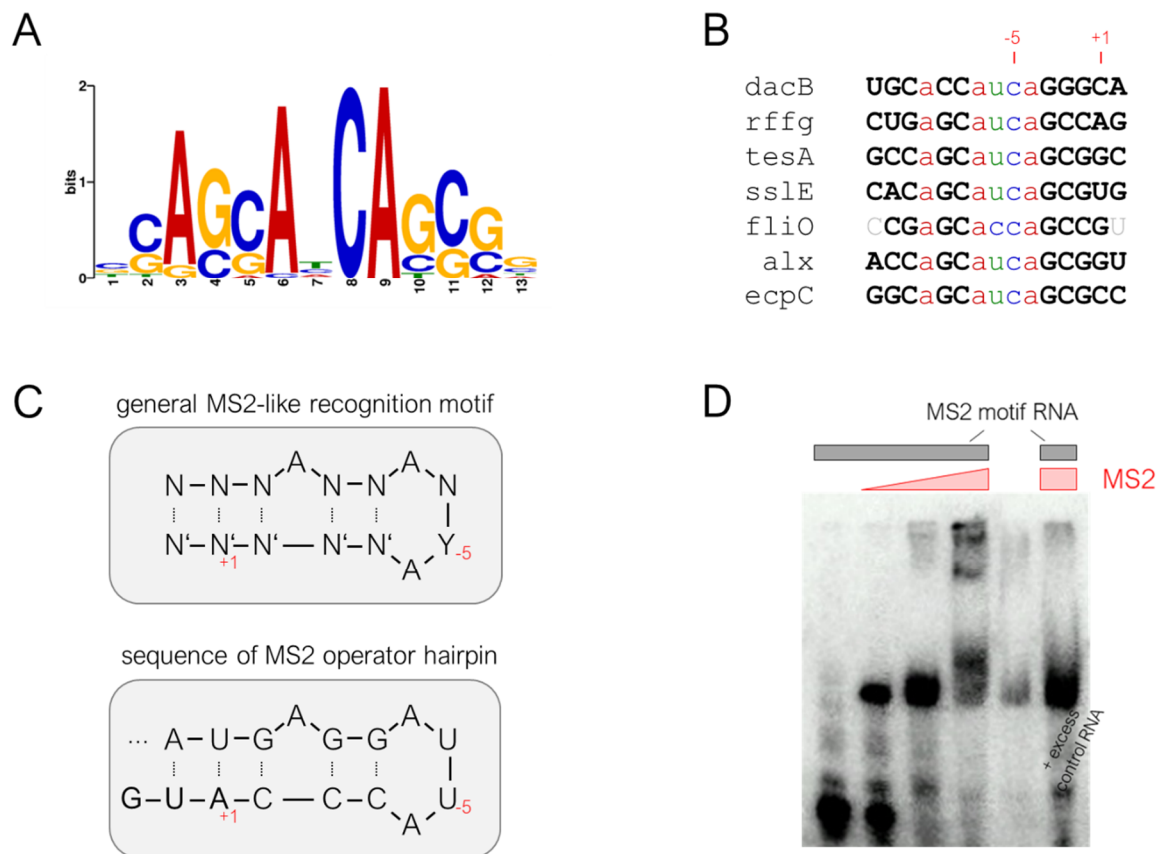 A
2
bits
1
0
C A G C A T C A G C G
1 2 3 4 5 6 7 8 9 10 11 12 13
B
-5 +1
dacB UGCaCCaucaGGGCA
rffg CUGaGCaucaGCCAG
tesA GCCaGCaucaGCGGC
sslE CACaGCaucaGCGUG
fliO CCGaGCaccaGCCGU
alx ACCaGCaucaGCGGU
ecpC GGCaGCaucaGCGCC
C
general MS2-like recognition motif
A A
N N N N N N
N' N' N' N' N' Y -5
+1 A
sequence of MS2 operator hairpin
A A
... A U G G G U
G U A C C C U -5
+1 A
D
MS2 motif RNA
MS2
+ excess
control RNA